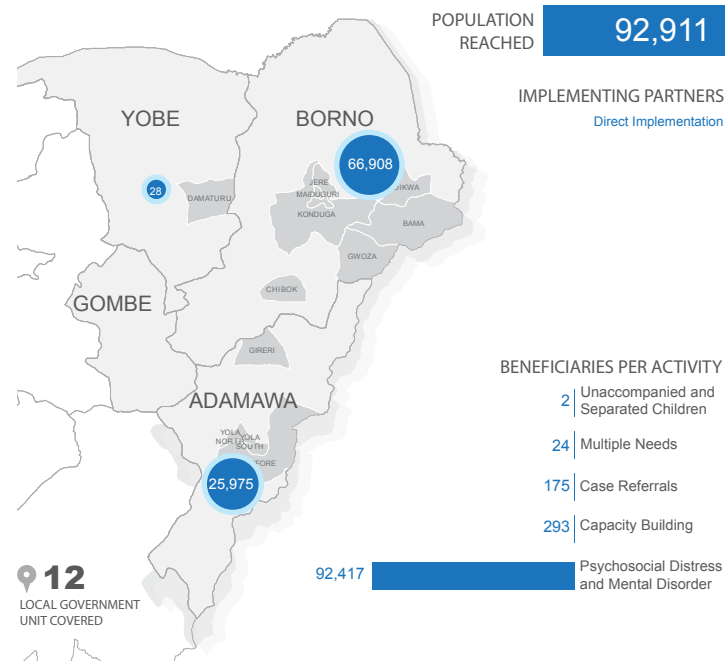 POPULATION
REACHED
92,911
IMPLEMENTING PARTNERS
Direct Implementation
YOBE
BORNO
66,908
28
DAMATURU
JERE
MAIDUGURI
DIKWA
KONDUGA
BAMA
GWOZA
CHIBOK
GOMBE
GIRERI
ADAMAWA
YOLA
NORTH
YOLA
SOUTH
25,975
BENEFICIARIES PER ACTIVITY
2
Unaccompanied and
Separated Children
24
Multiple Needs
175
Case Referrals
293
Capacity Building
92,417
Psychosocial Distress
and Mental Disorder
12
LOCAL GOVERNMENT
UNIT COVERED